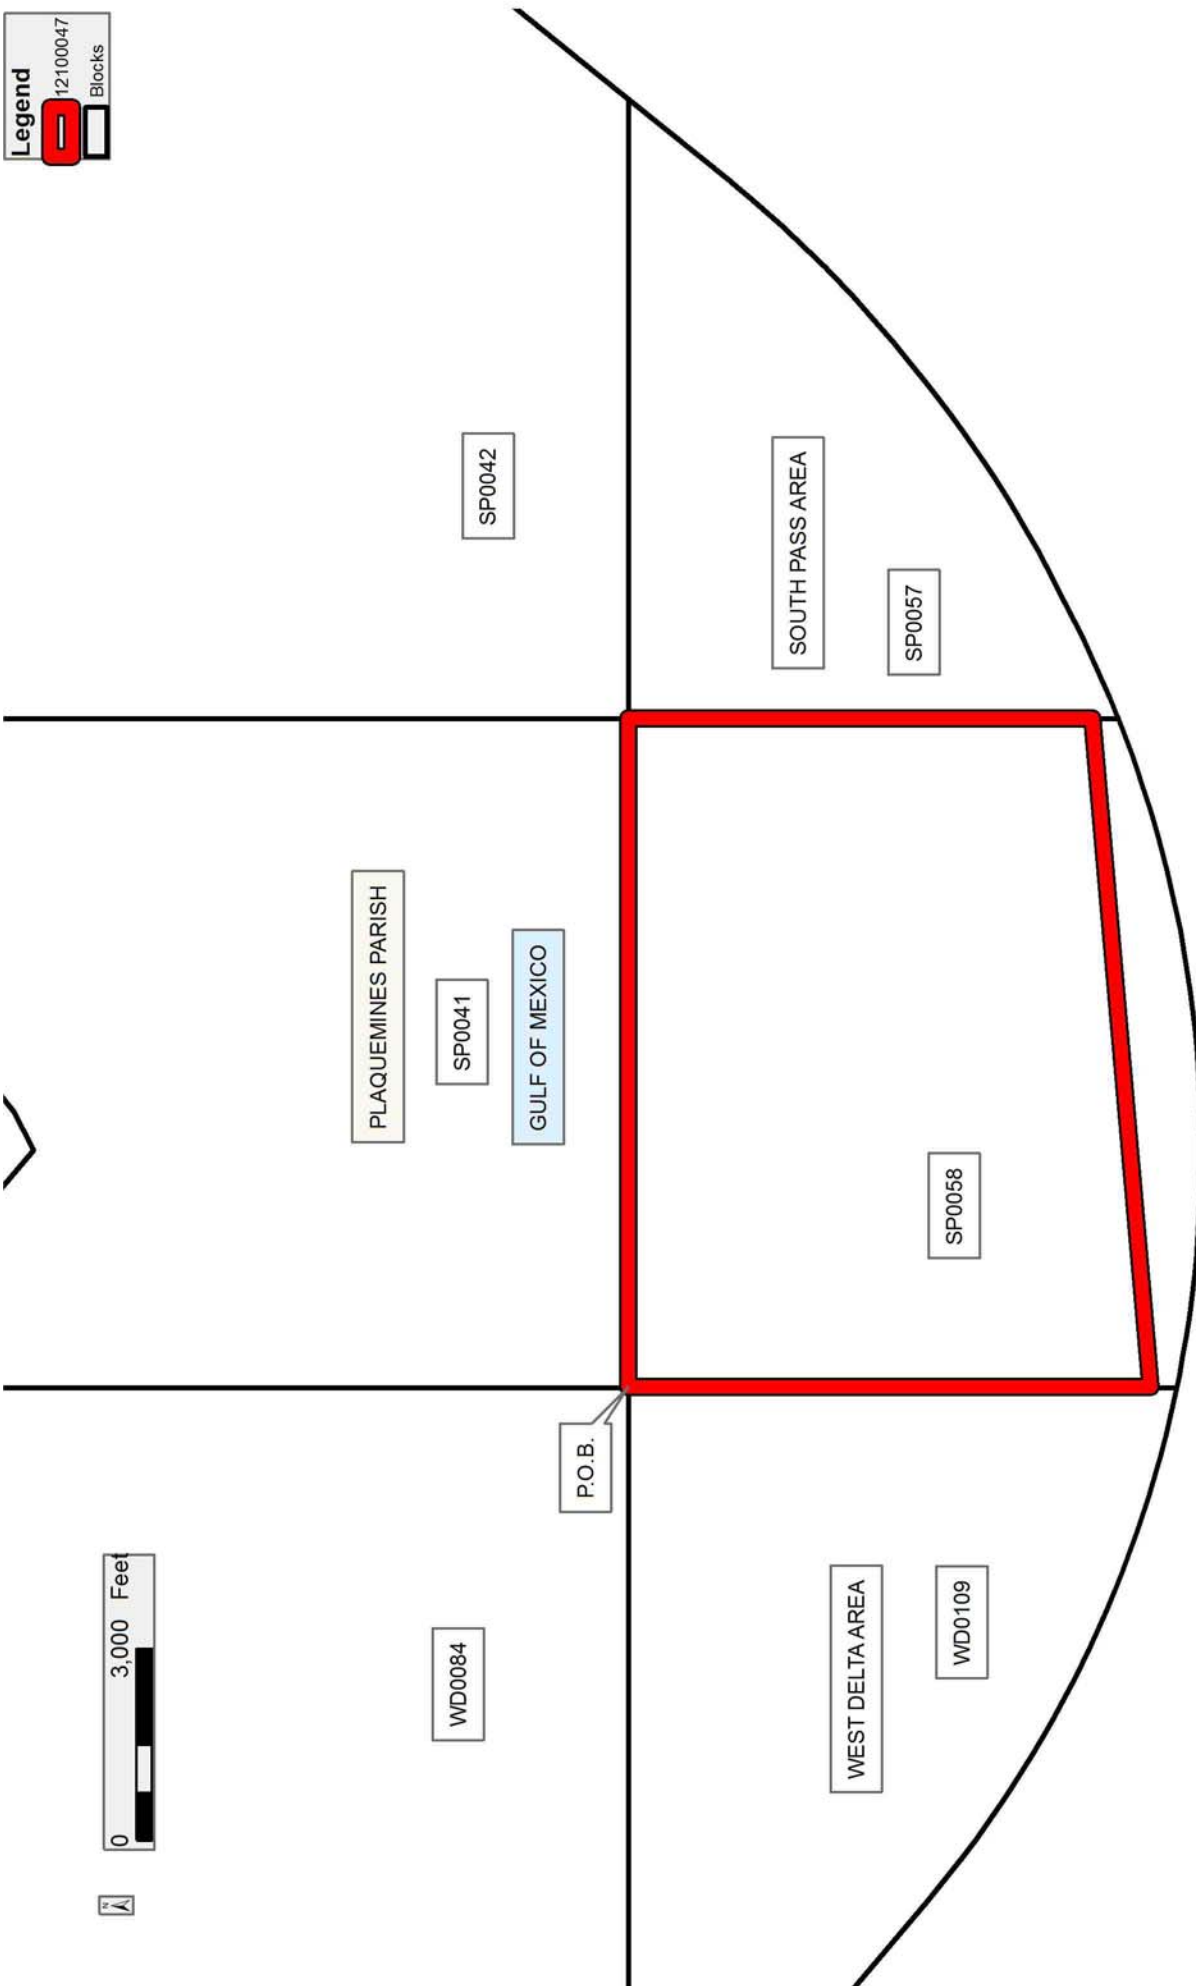 Legend
12100047
Blocks
0 3,000 Feet
N
SP0042
WD0084
PLAQUEMINES PARISH
SP0041
GULF OF MEXICO
P.O.B.
SOUTH PASS AREA
SP0057
SP0058
WEST DELTA AREA
WD0109